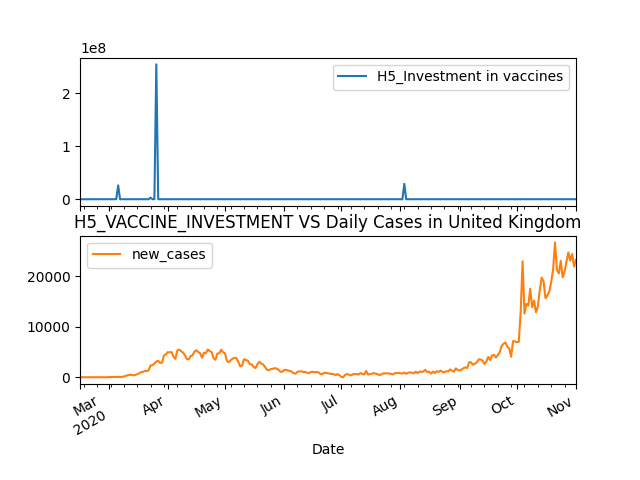 1e8
H5_Investment in vaccines
2
1
0
H5_VACCINE_INVESTMENT VS Daily Cases in United Kingdom
new_cases
20000
10000
0
Mar
2020
Apr
May
Jun
Jul
Aug
Sep
Oct
Nov
Date